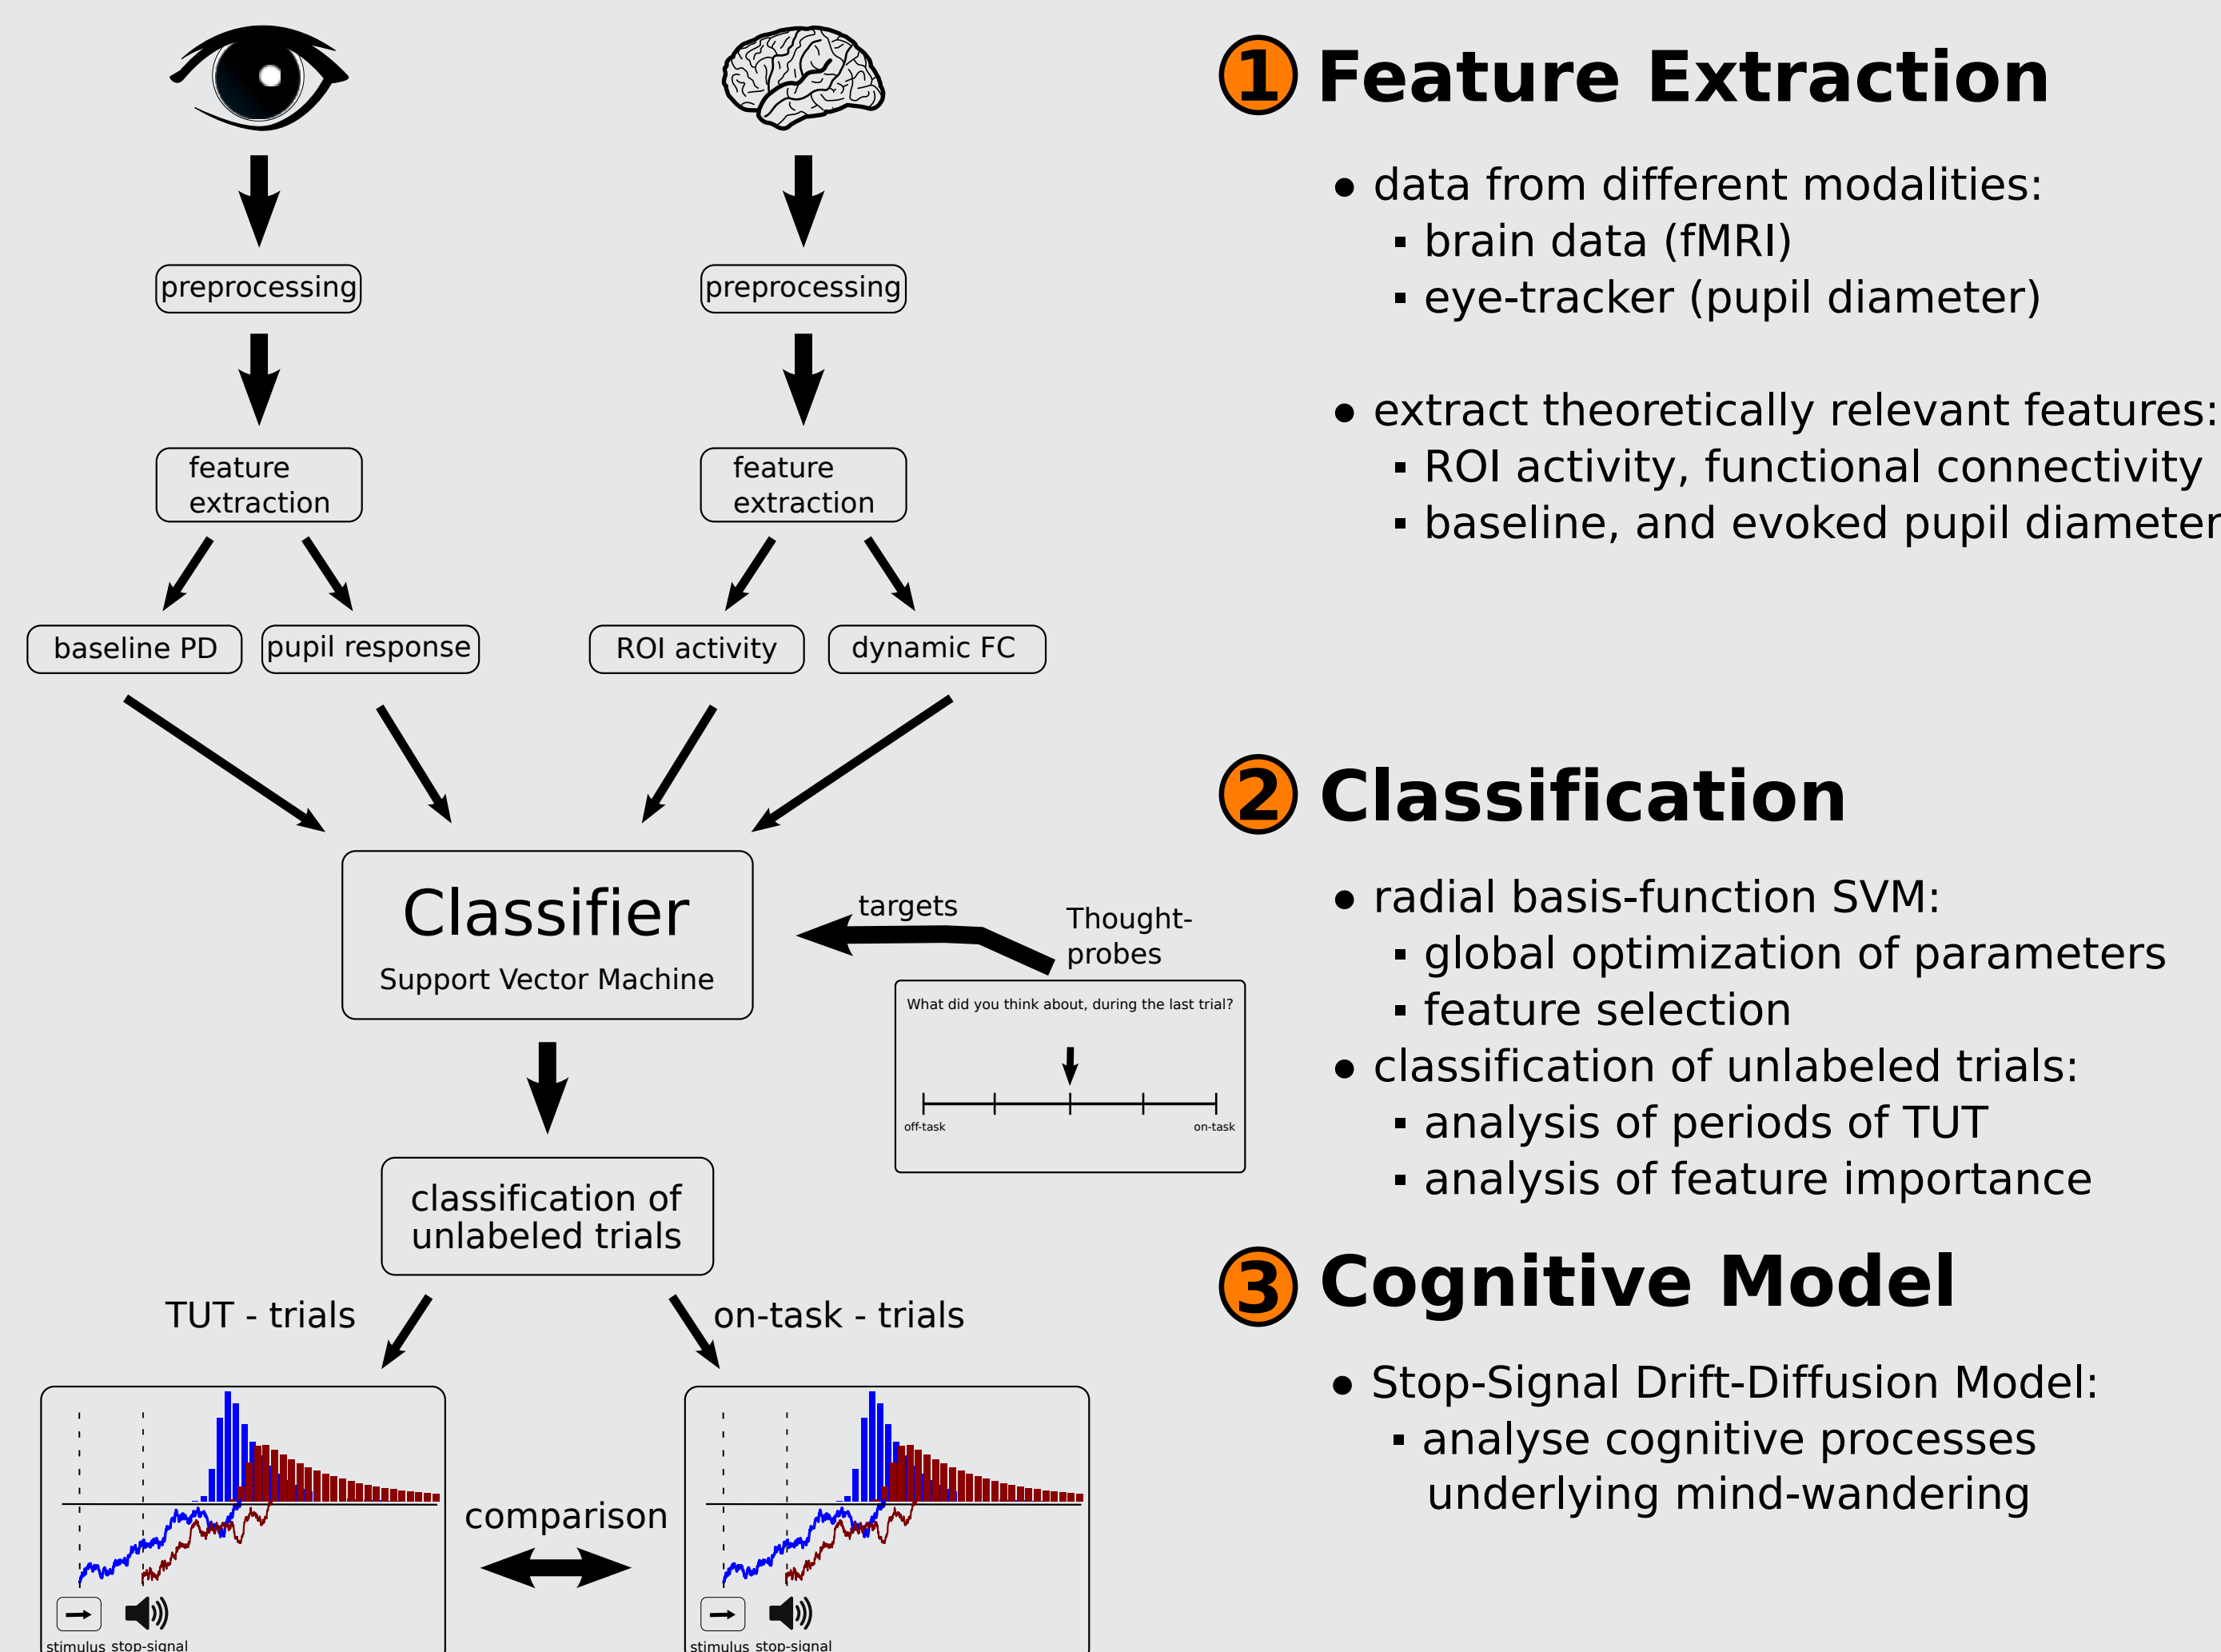 preprocessing
preprocessing
feature
extraction
feature
extraction
baseline PD
pupil response
ROI activity
dynamic FC
Classifier
Support Vector Machine
targets
Thought-
probes
What did you think about, during the last trial?
off-task
on-task
classification of
unlabeled trials
TUT - trials
on-task - trials
comparison
stimulus stop-signal
stimulus stop-signal
1 Feature Extraction
• data from different modalities:
▪ brain data (fMRI)
▪ eye-tracker (pupil diameter)
• extract theoretically relevant features:
▪ ROI activity, functional connectivity
▪ baseline, and evoked pupil diameter
2 Classification
• radial basis-function SVM:
▪ global optimization of parameters
▪ feature selection
• classification of unlabeled trials:
▪ analysis of periods of TUT
▪ analysis of feature importance
3 Cognitive Model
• Stop-Signal Drift-Diffusion Model:
▪ analyse cognitive processes
underlying mind-wandering